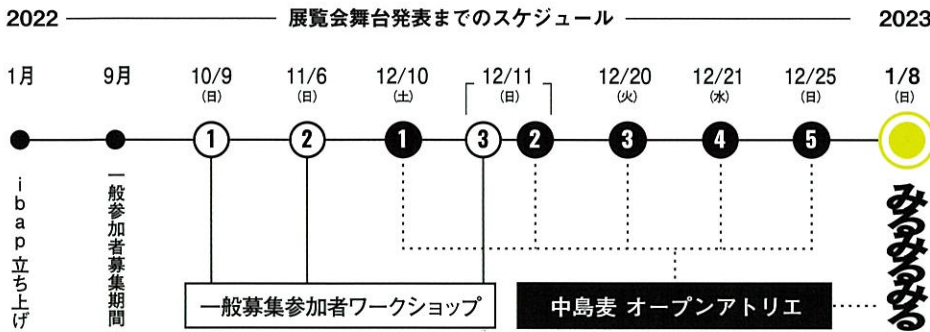 2022 展覧会舞台発表までのスケジュール 2023
1月 9月 10/9 11/6 12/10 12/11 12/20 12/21 12/25 1/8
(日) (日) (土) (日) (火) (水) (日) (日)
1 2 1 3 2 3 4 5
ibap立ち上げ
一般参加者募集期間
みるみるみる
一般募集参加者ワークショップ
中島麦 オープンアトリエ